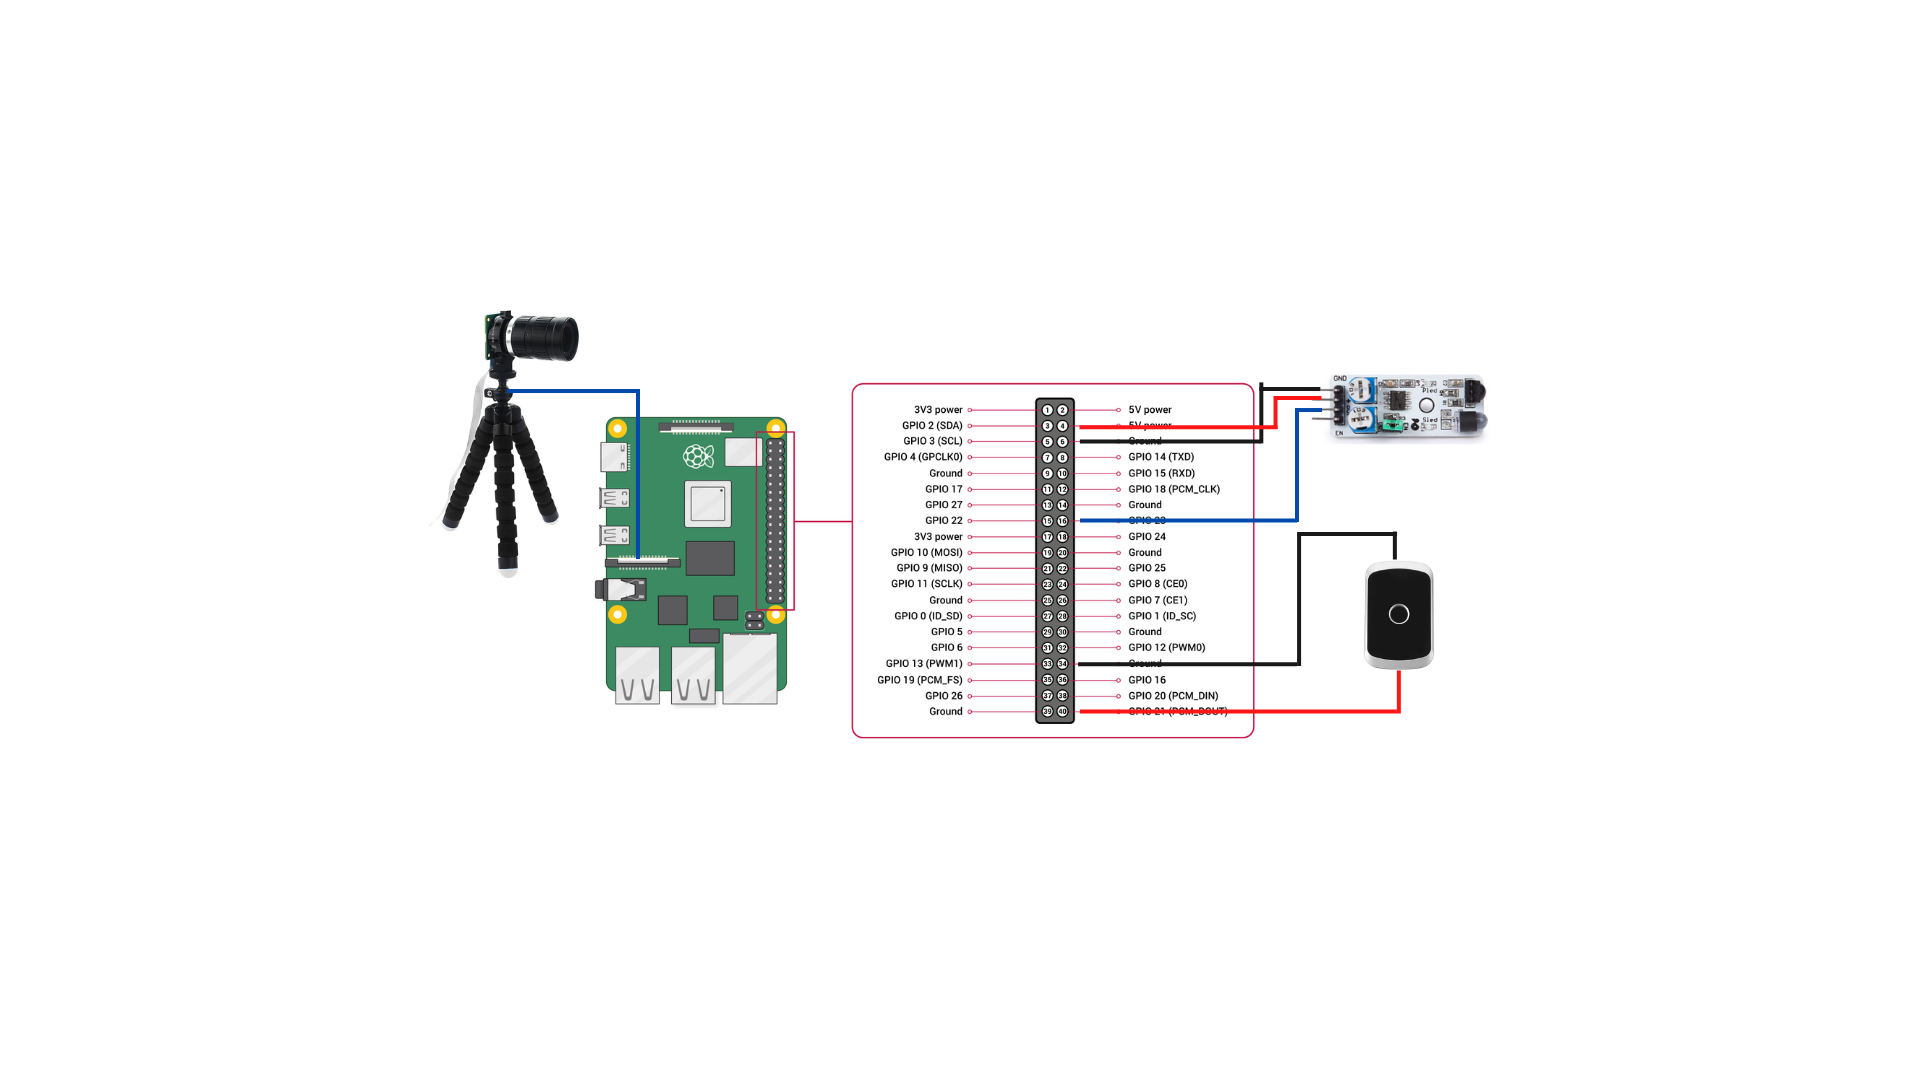 3V3 power 1 2 5V power
GPIO 2 (SDA) 3 4 5V power
GPIO 3 (SCL) 5 6 Ground
GPIO 4 (GPCLK0) 7 8 GPIO 14 (TXD)
Ground 9 10 GPIO 15 (RXD)
GPIO 17 11 12 GPIO 18 (PCM_CLK)
GPIO 27 13 14 Ground
GPIO 22 15 16 GPIO 23
3V3 power 17 18 GPIO 24
GPIO 10 (MOSI) 19 20 Ground
GPIO 9 (MISO) 21 22 GPIO 25
GPIO 11 (SCLK) 23 24 GPIO 8 (CE0)
Ground 25 26 GPIO 7 (CE1)
GPIO 0 (ID_SD) 27 28 GPIO 1 (ID_SC)
GPIO 5 29 30 Ground
GPIO 6 31 32 GPIO 12 (PWM0)
GPIO 13 (PWM1) 33 34 Ground
GPIO 19 (PCM_FS) 35 36 GPIO 16
GPIO 26 37 38 GPIO 20 (PCM_DIN)
Ground 39 40 GPIO 21 (PCM_DOUT)
GND
Pled
Sled
EN